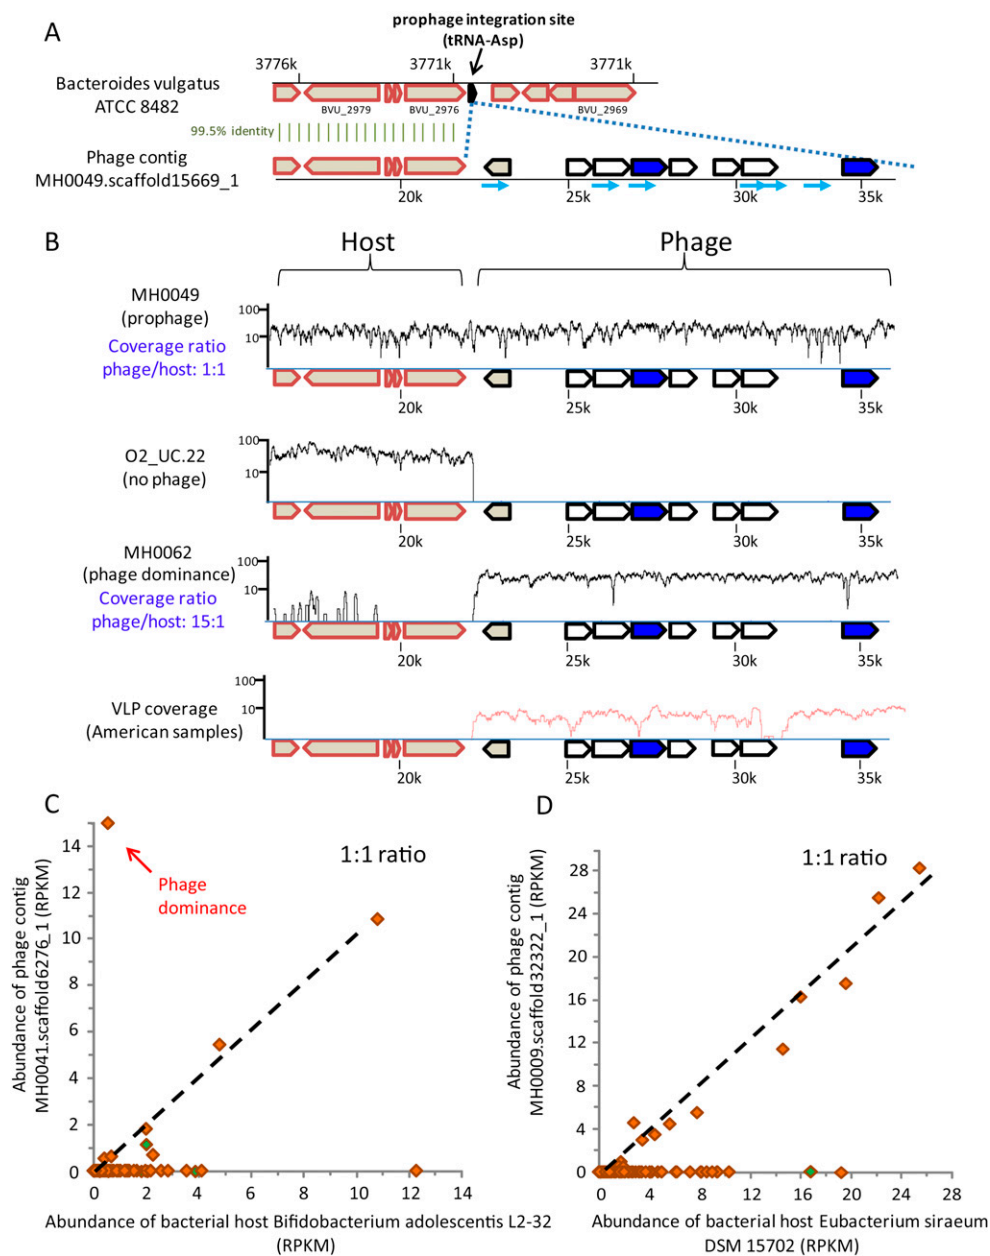 A
prophage integration site
(tRNA-Asp)
3776k 3771k 3771k
Bacteroides vulgatus
ATCC 8482
BVU_2979 BVU_2976 BVU_2969
99.5% identity
Phage contig
MH0049.scaffold15669_1
20k 25k 30k 35k
B
Host Phage
MH0049
(prophage)
Coverage ratio
phage/host: 1:1
100
10
20k 25k 30k 35k
O2_UC.22
(no phage)
100
10
20k 25k 30k 35k
MH0062
(phage dominance)
Coverage ratio
phage/host: 15:1
100
10
20k 25k 30k 35k
VLP coverage
(American samples)
100
10
20k 25k 30k 35k
C
1:1 ratio
Phage
dominance
Abundance of phage contig
MH0041.scaffold6276_1 (RPKM)
14
12
10
8
6
4
2
0
0 2 4 6 8 10 12 14
Abundance of bacterial host Bifidobacterium adolescentis L2-32
(RPKM)
D
1:1 ratio
Abundance of phage contig
MH0009.scaffold32322_1 (RPKM)
28
24
20
16
12
8
4
0
0 4 8 12 16 20 24 28
Abundance of bacterial host Eubacterium siraeum
DSM 15702 (RPKM)